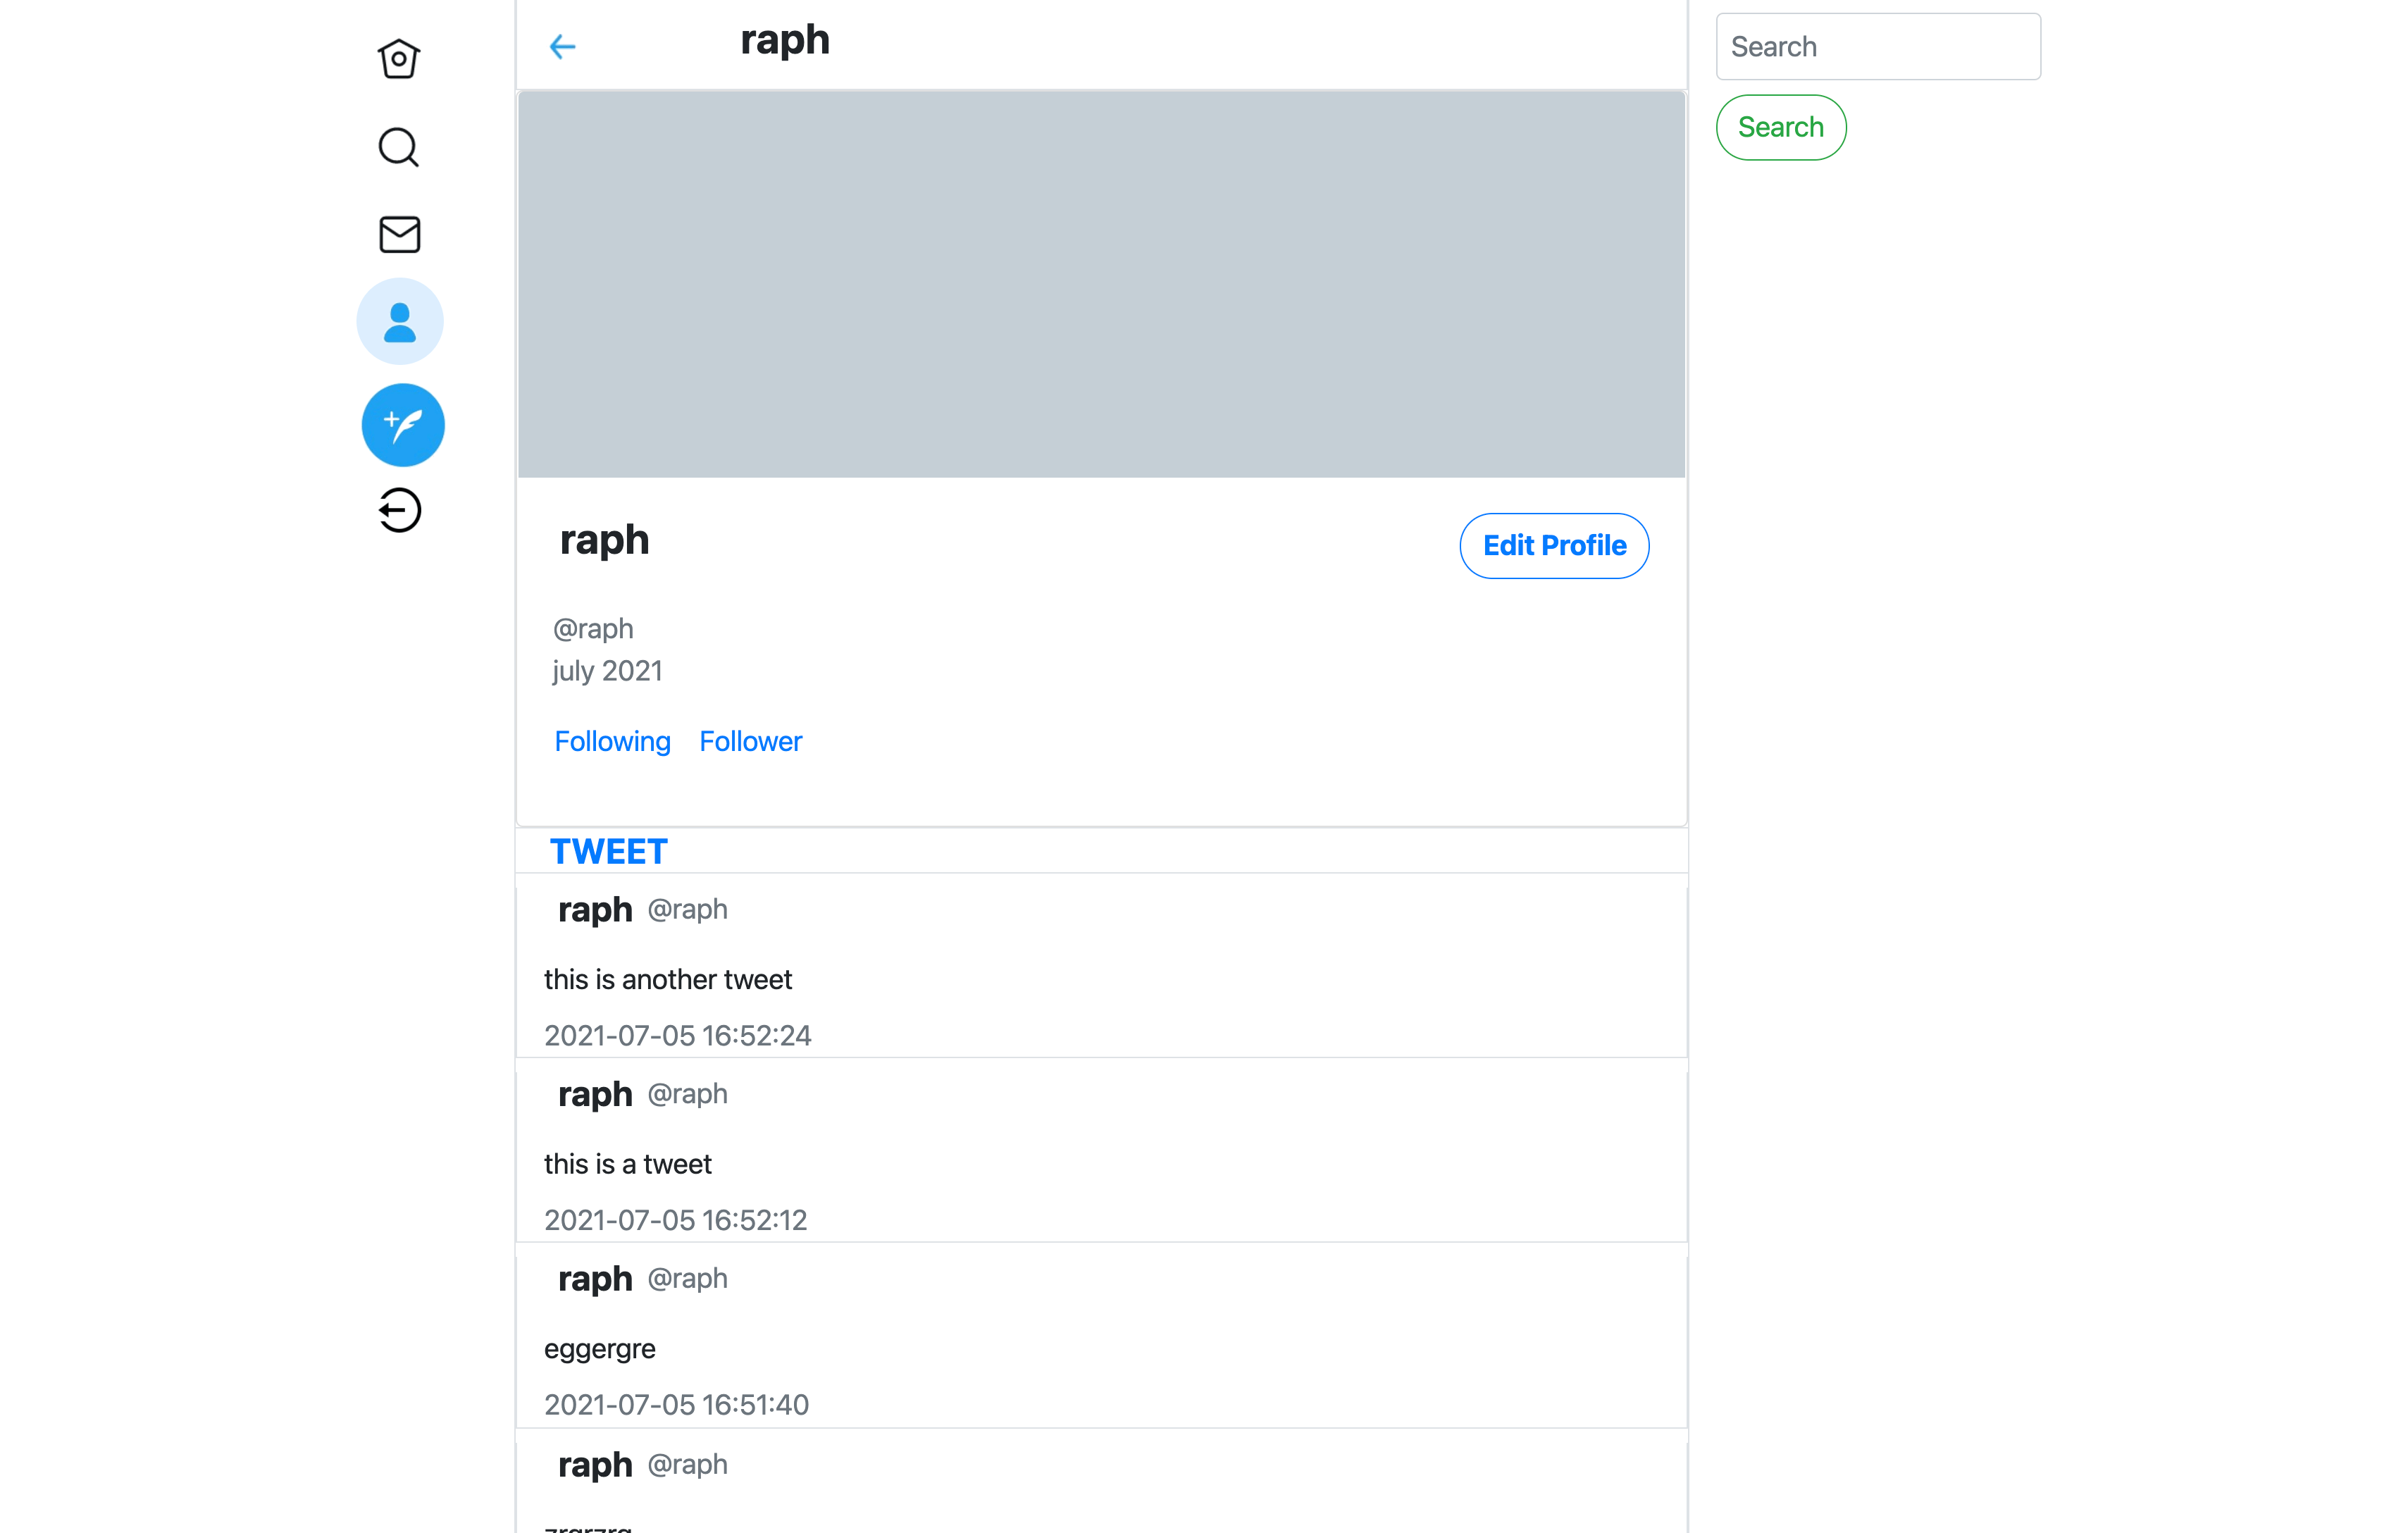 raph
Search
Search
raph
Edit Profile
@raph
july 2021
Following Follower
TWEET
raph @raph
this is another tweet
2021-07-05 16:52:24
raph @raph
this is a tweet
2021-07-05 16:52:12
raph @raph
eggergre
2021-07-05 16:51:40
raph @raph